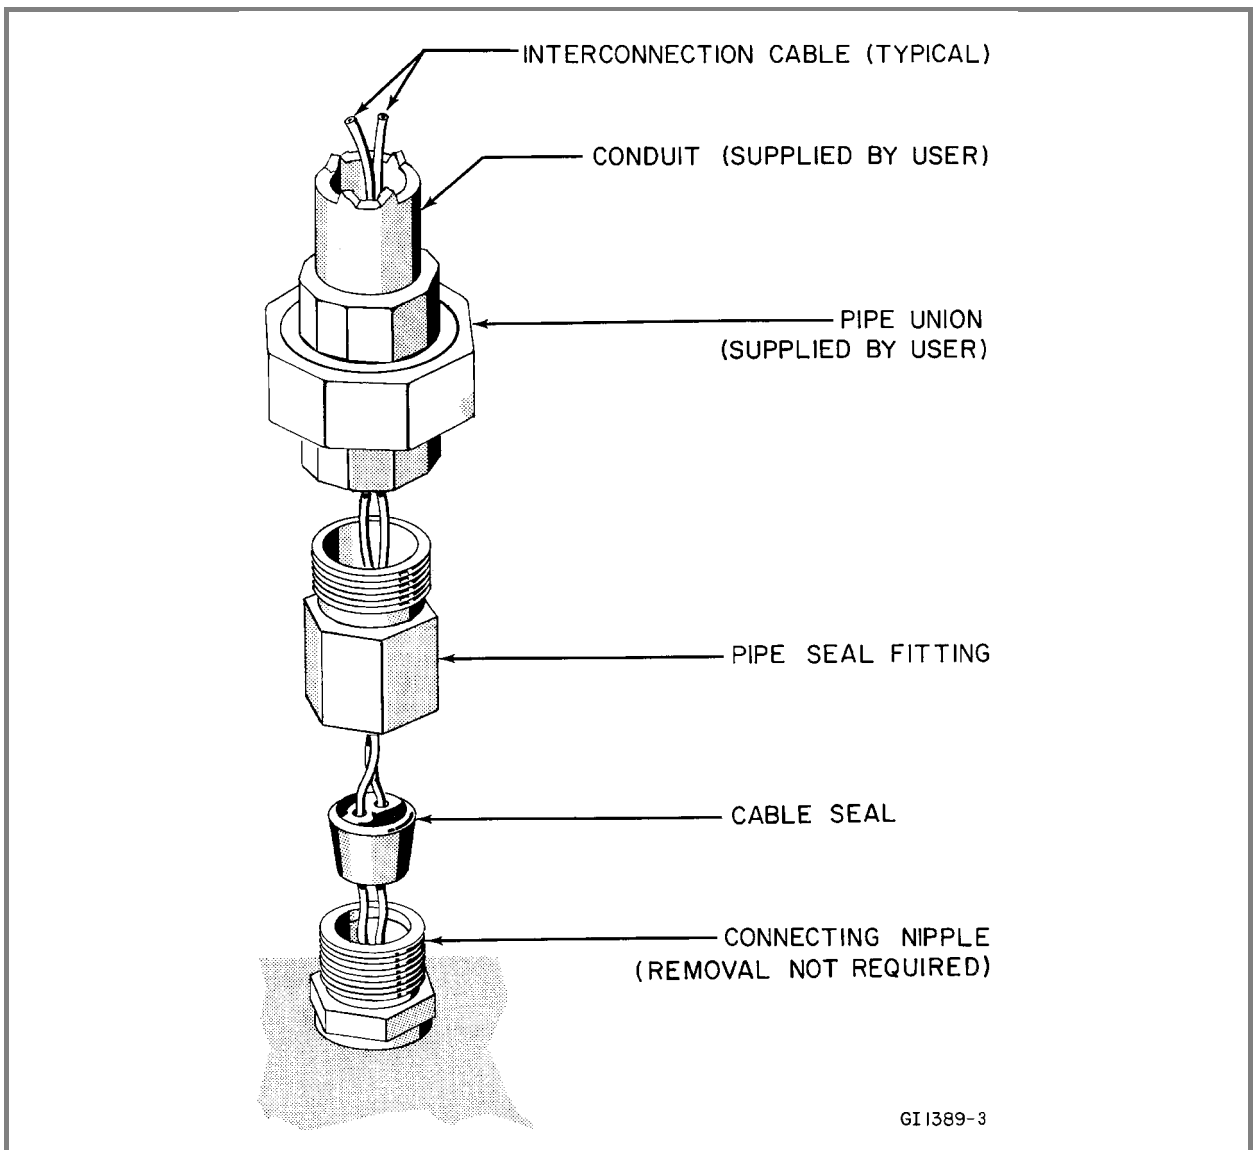 INTERCONNECTION CABLE (TYPICAL)
CONDUIT (SUPPLIED BY USER)
PIPE UNION
(SUPPLIED BY USER)
PIPE SEAL FITTING
CABLE SEAL
CONNECTING NIPPLE
(REMOVAL NOT REQUIRED)
GI1389-3